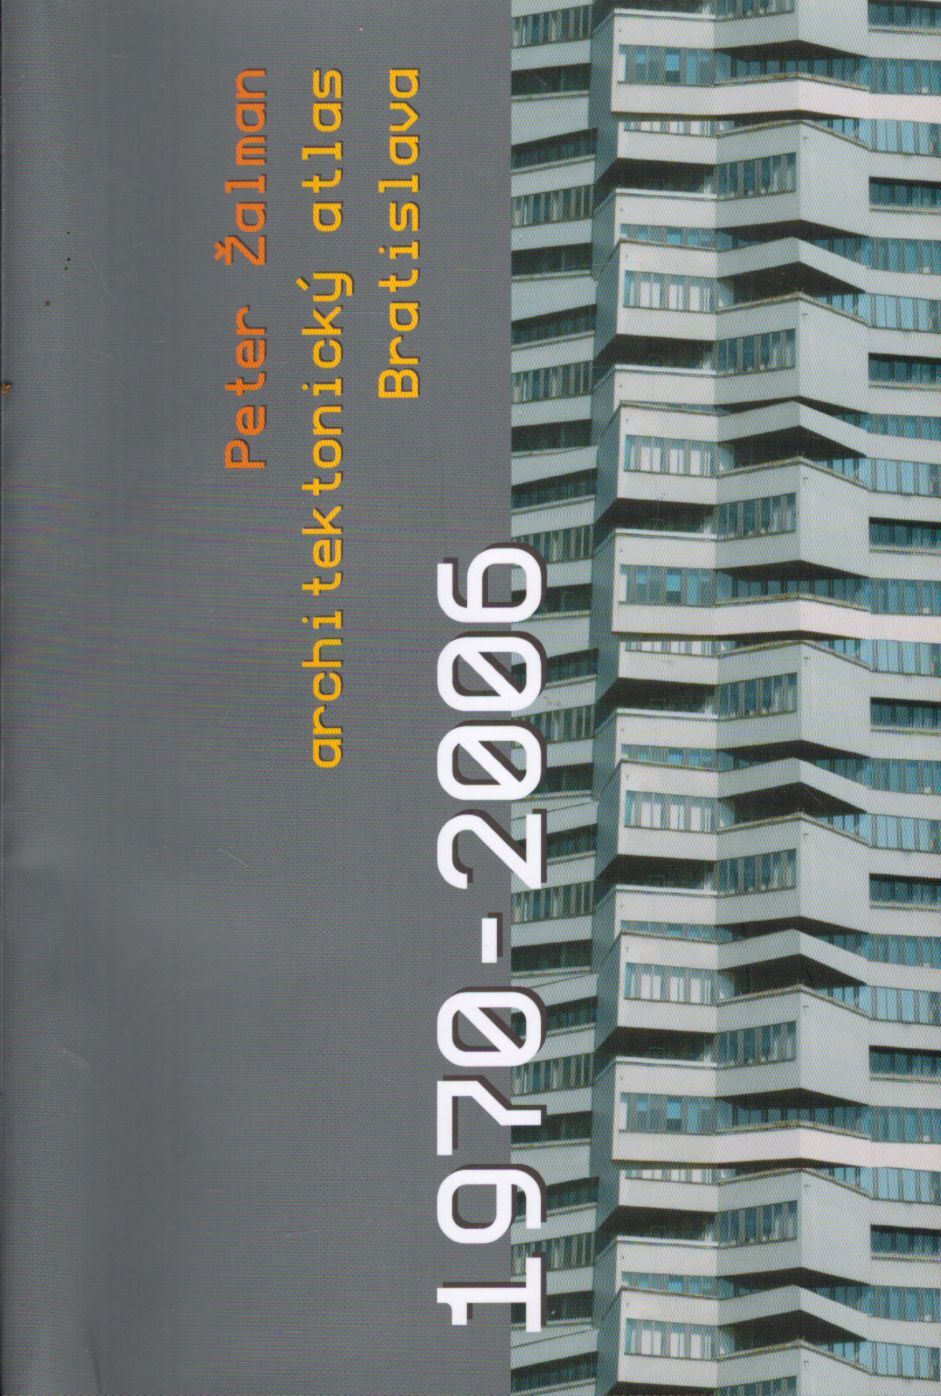 Peter Žalman
architektonický atlas
Bratislava
1970-2006